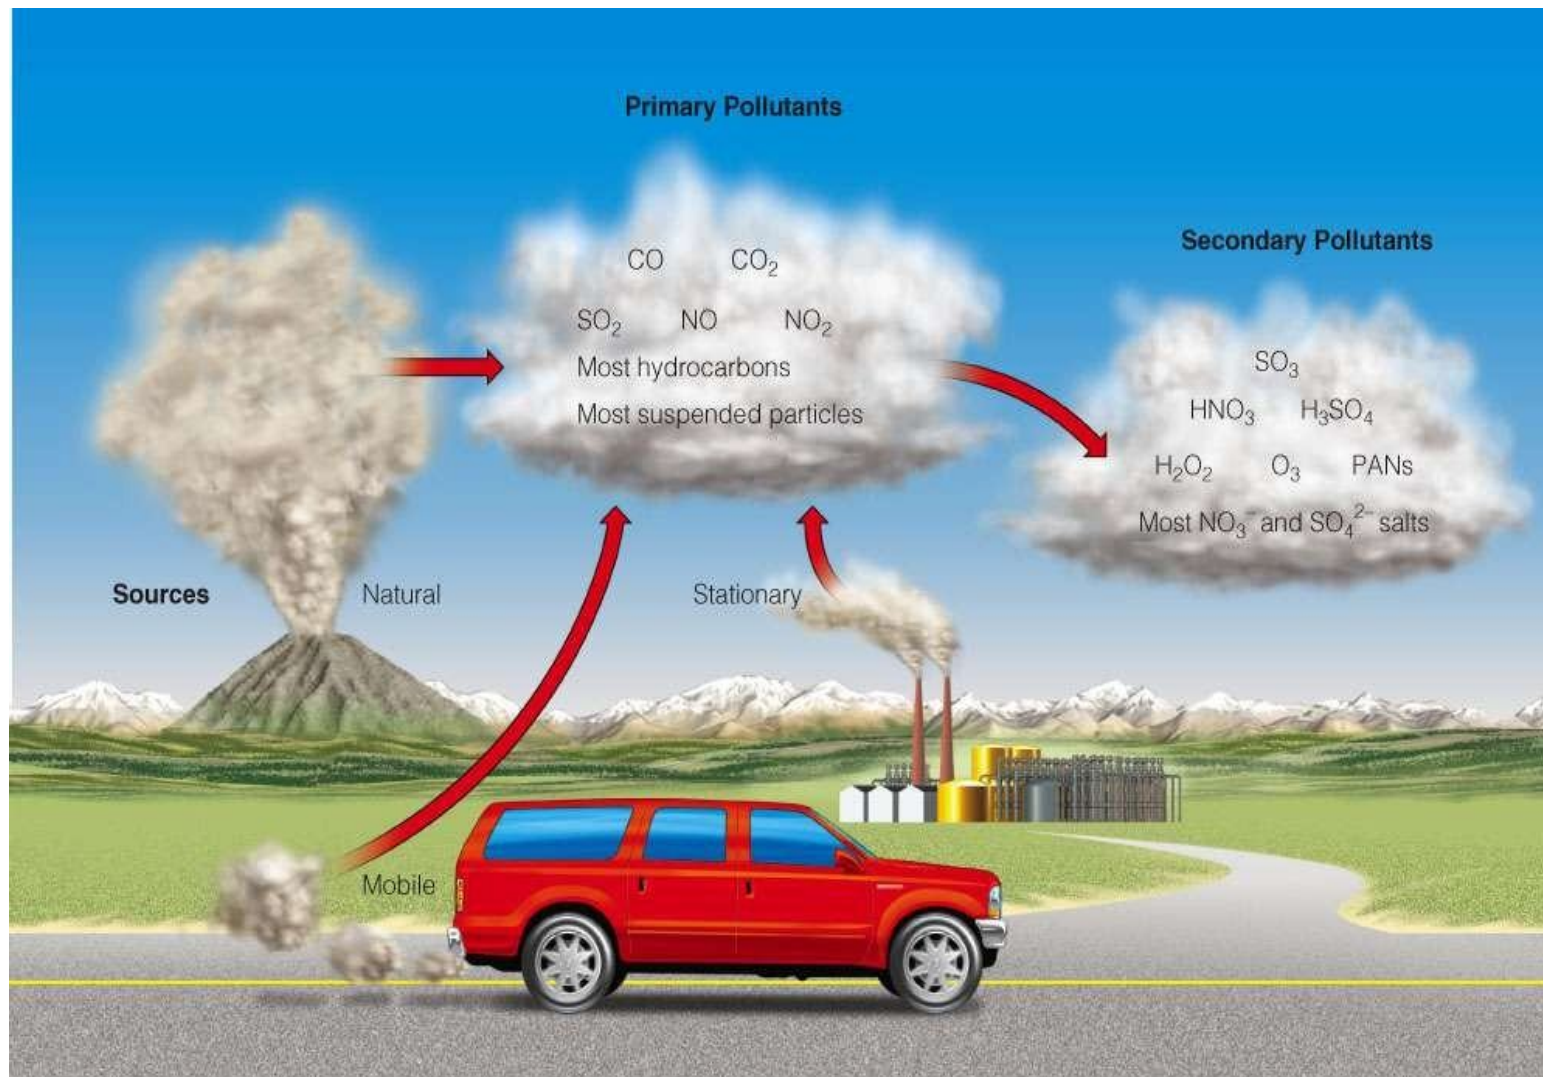 Primary Pollutants
CO CO₂
SO₂ NO NO₂
Most hydrocarbons
Most suspended particles
Secondary Pollutants
SO₃
HNO₃ H₃SO₄
H₂O₂ O₃ PANs
Most NO₃⁻ and SO₄²⁻ salts
Sources
Natural
Stationary
Mobile